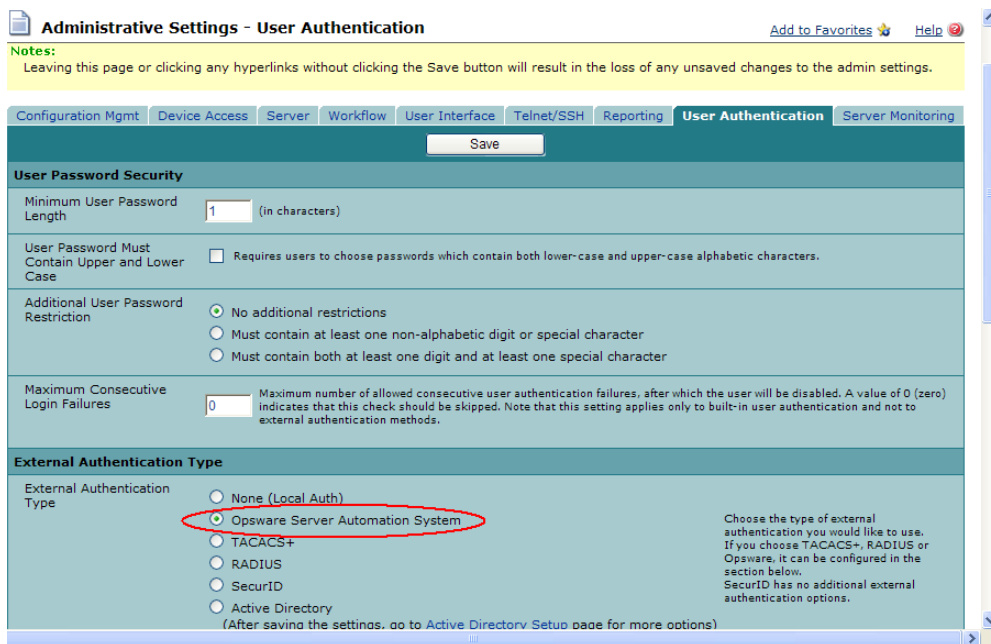 Administrative Settings - User Authentication
Add to Favorites Help
Notes:
Leaving this page or clicking any hyperlinks without clicking the Save button will result in the loss of any unsaved changes to the admin settings.
Configuration Mgmt Device Access Server Workflow User Interface Telnet/SSH Reporting User Authentication Server Monitoring
Save
User Password Security
Minimum User Password
Length
1 (in characters)
User Password Must
Contain Upper and Lower
Case
Requires users to choose passwords which contain both lower-case and upper-case alphabetic characters.
Additional User Password
Restriction
No additional restrictions
Must contain at least one non-alphabetic digit or special character
Must contain both at least one digit and at least one special character
Maximum Consecutive
Login Failures
0
Maximum number of allowed consecutive user authentication failures, after which the user will be disabled. A value of 0 (zero)
indicates that this check should be skipped. Note that this setting applies only to built-in user authentication and not to
external authentication methods.
External Authentication Type
External Authentication
Type
None (Local Auth)
Opsware Server Automation System
TACACS+
RADIUS
SecurID
Active Directory
(After saving the settings, go to Active Directory Setup page for more options)
Choose the type of external
authentication you would like to use.
If you choose TACACS+, RADIUS or
Opsware, it can be configured in the
section below.
SecurID has no additional external
authentication options.